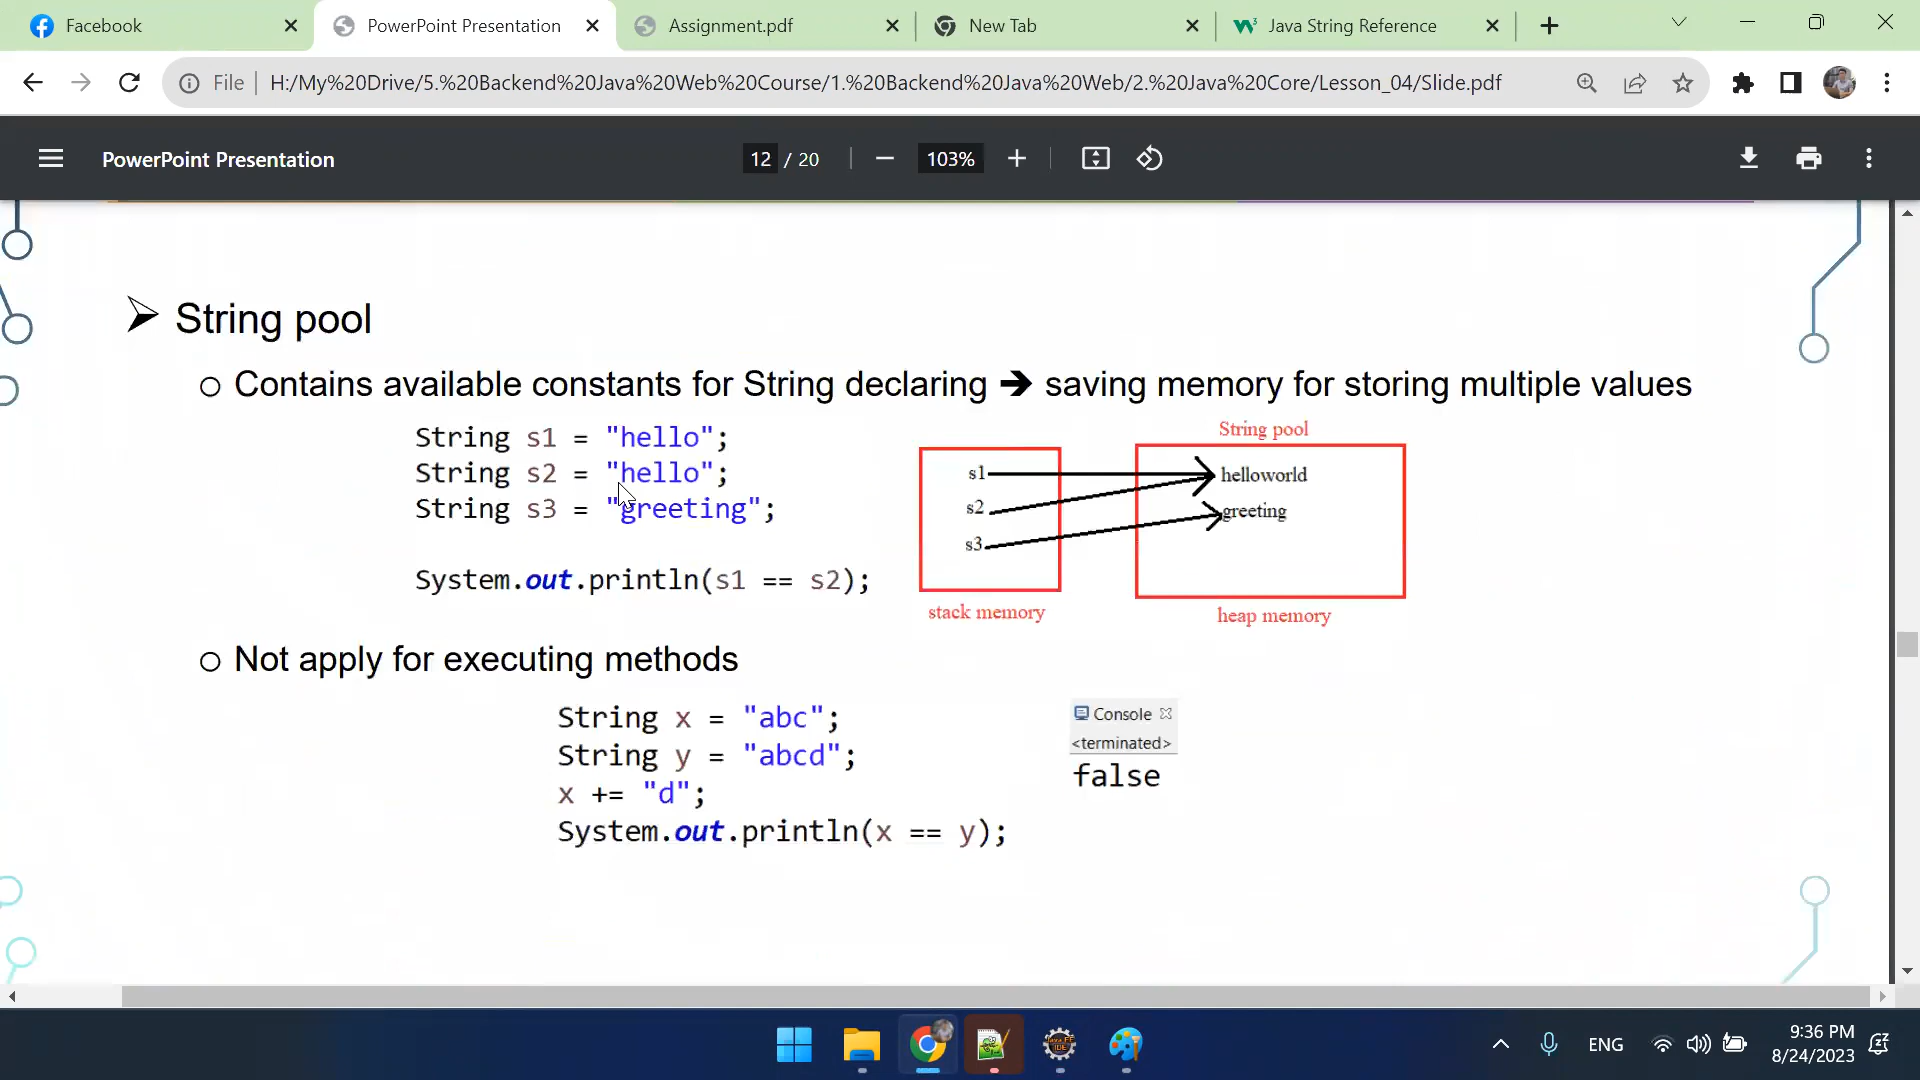 Facebook
PowerPoint Presentation
Assignment.pdf
New Tab
Java String Reference
File
H:/My%20Drive/5.%20Backend%20Java%20Web%20Course/1.%20Backend%20Java%20Web/2.%20Java%20Core/Lesson_04/Slide.pdf
PowerPoint Presentation
12 / 20
103%
String pool
Contains available constants for String declaring ➔ saving memory for storing multiple values
String s1 = "hello";
String s2 = "hello";
String s3 = "greeting";
System.out.println(s1 == s2);
String pool
s1
helloworld
s2
greeting
s3
stack memory
heap memory
Not apply for executing methods
String x = "abc";
String y = "abcd";
x += "d";
System.out.println(x == y);
Console
<terminated>
false
ENG
9:36 PM
8/24/2023